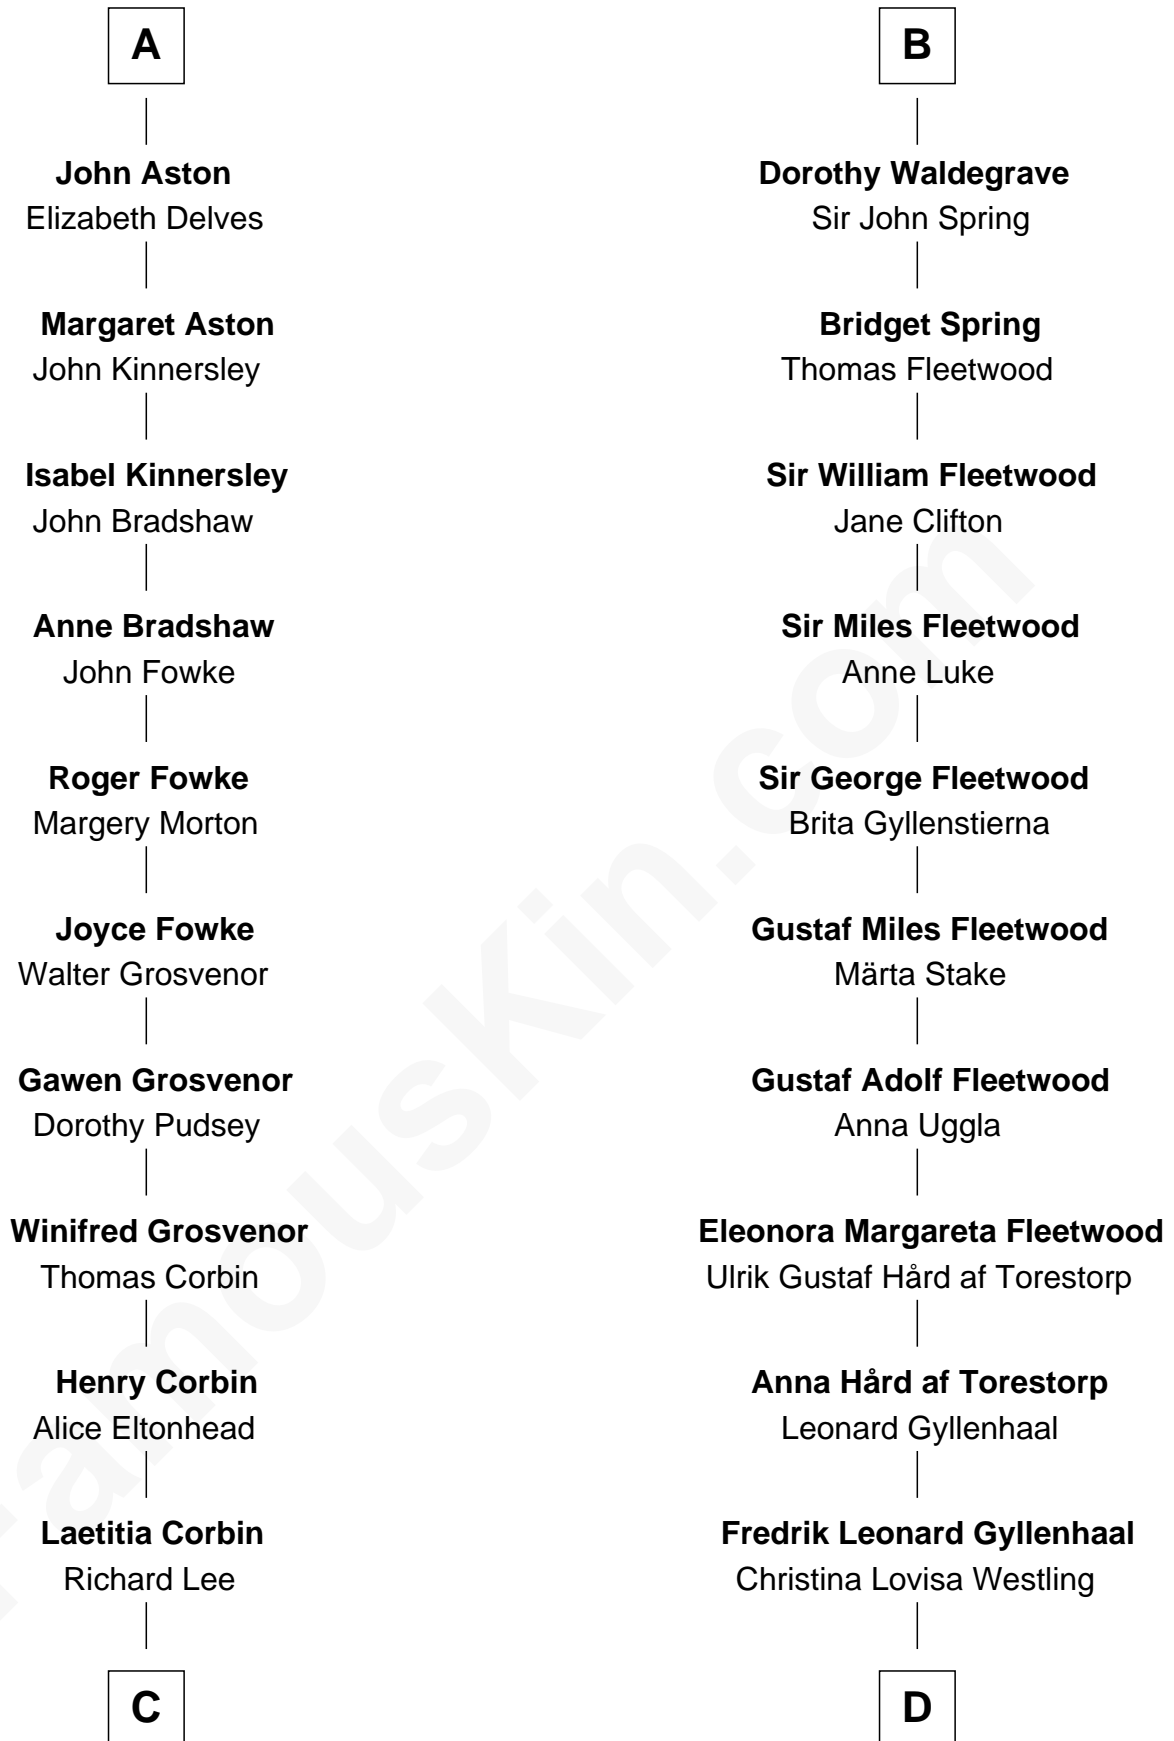 A
John Aston
Elizabeth Delves
Margaret Aston
John Kinnersley
Isabel Kinnersley
John Bradshaw
Anne Bradshaw
John Fowke
Roger Fowke
Margery Morton
Joyce Fowke
Walter Grosvenor
Gawen Grosvenor
Dorothy Pudsey
Winifred Grosvenor
Thomas Corbin
Henry Corbin
Alice Eltonhead
Laetitia Corbin
Richard Lee
C
B
Dorothy Waldegrave
Sir John Spring
Bridget Spring
Thomas Fleetwood
Sir William Fleetwood
Jane Clifton
Sir Miles Fleetwood
Anne Luke
Sir George Fleetwood
Brita Gyllenstierna
Gustaf Miles Fleetwood
Märta Stake
Gustaf Adolf Fleetwood
Anna Uggla
Eleonora Margareta Fleetwood
Ulrik Gustaf Hård af Torestorp
Anna Hård af Torestorp
Leonard Gyllenhaal
Fredrik Leonard Gyllenhaal
Christina Lovisa Westling
D
FamousKin.com